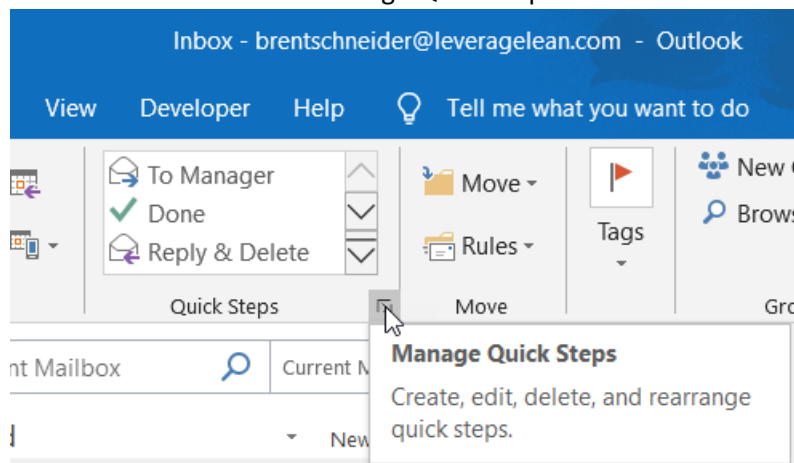 Inbox - brentschneider@leveragelean.com - Outlook
View Developer Help Tell me what you want to do
To Manager
Done
Reply & Delete
Move
Rules
Tags
New
Quick Steps
Move
Mailbox
Current
New
Manage Quick Steps
Create, edit, delete, and rearrange
quick steps.